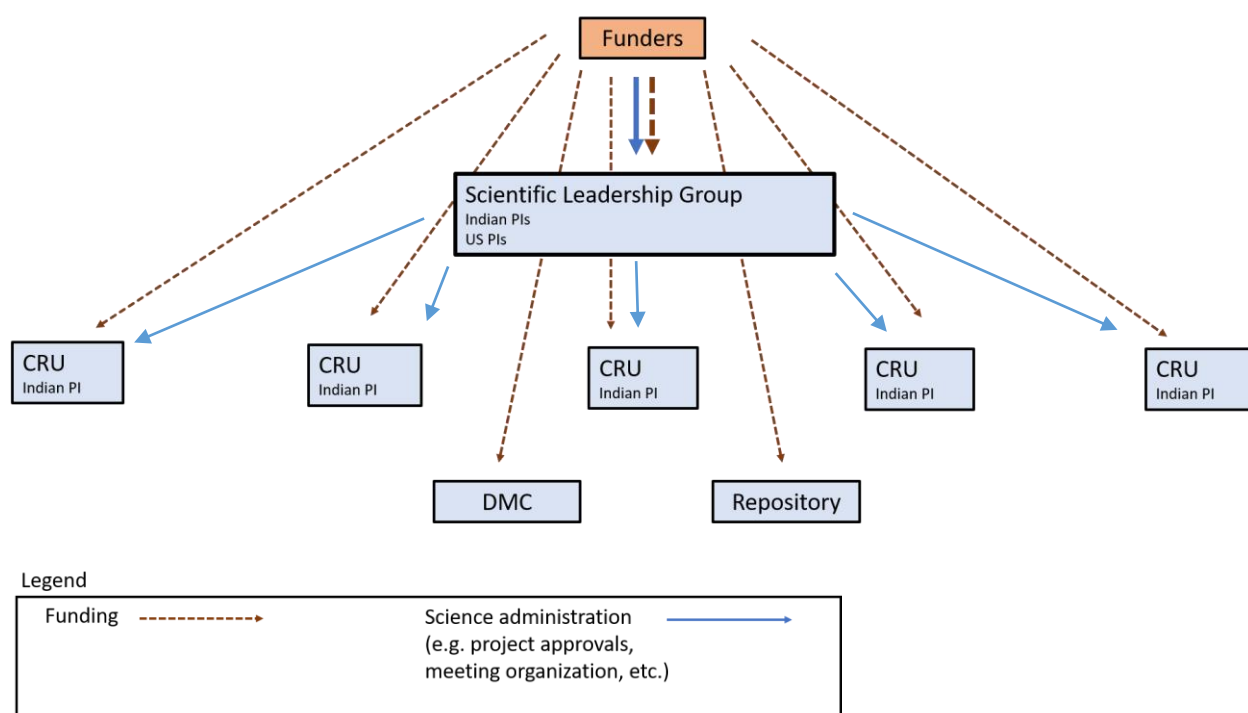 Funders
Scientific Leadership Group
Indian PIs
US PIs
CRU
Indian PI
CRU
Indian PI
CRU
Indian PI
CRU
Indian PI
CRU
Indian PI
DMC
Repository
Legend
Funding
Science administration
(e.g. project approvals,
meeting organization, etc.)